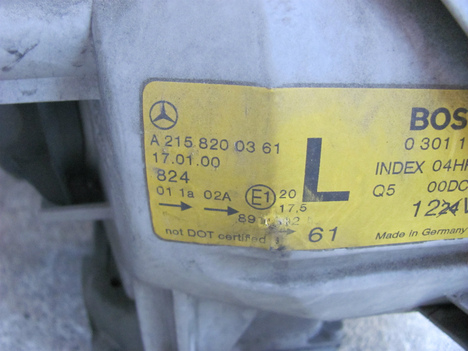 A 215 820 03 61
17.01.00
824
01 1a 02A E1 20
17,5
not DOT certified
L
61
BOS
0 301 1
INDEX 04H
Q5 00DC
Made in Germany